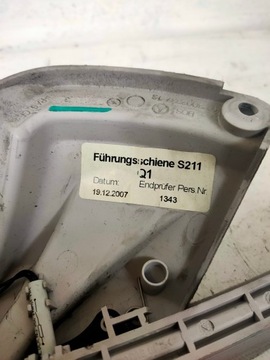 Führungsschiene S211
Q1
Datum: Endprüfer Pers Nr
19.12.2007 1343